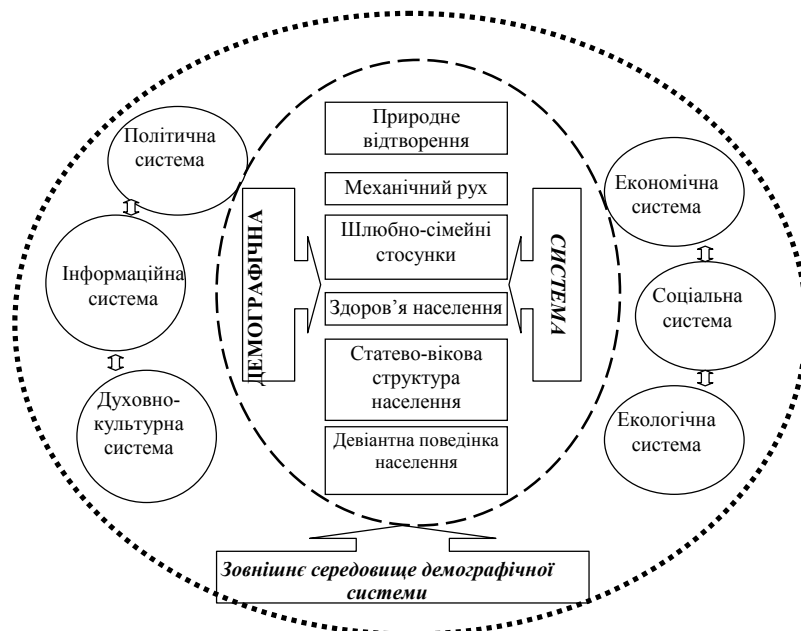 Політична
система
Інформаційна
система
Духовно-
культурна
система
ДЕМОГРАФІЧНА
Природне
відтворення
Механічний рух
Шлюбно-сімейні
стосунки
Здоров’я населення
Статево-вікова
структура
населення
Девіантна поведінка
населення
СИСТЕМА
Економічна
система
Соціальна
система
Екологічна
система
Зовнішнє середовище демографічної
системи